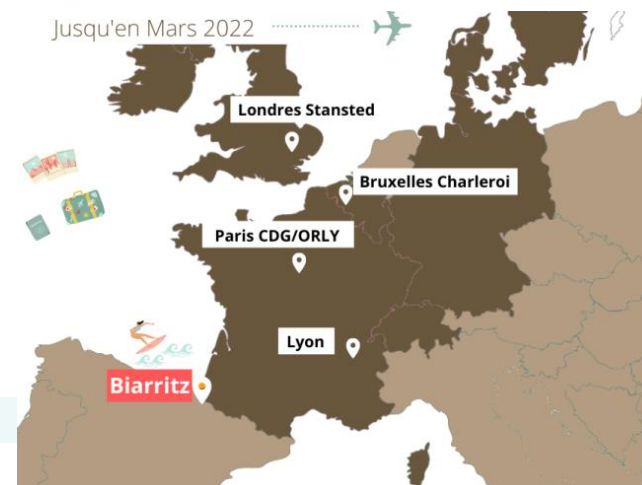 Jusqu'en Mars 2022
Londres Stansted
Bruxelles Charleroi
Paris CDG/ORLY
Lyon
Biarritz